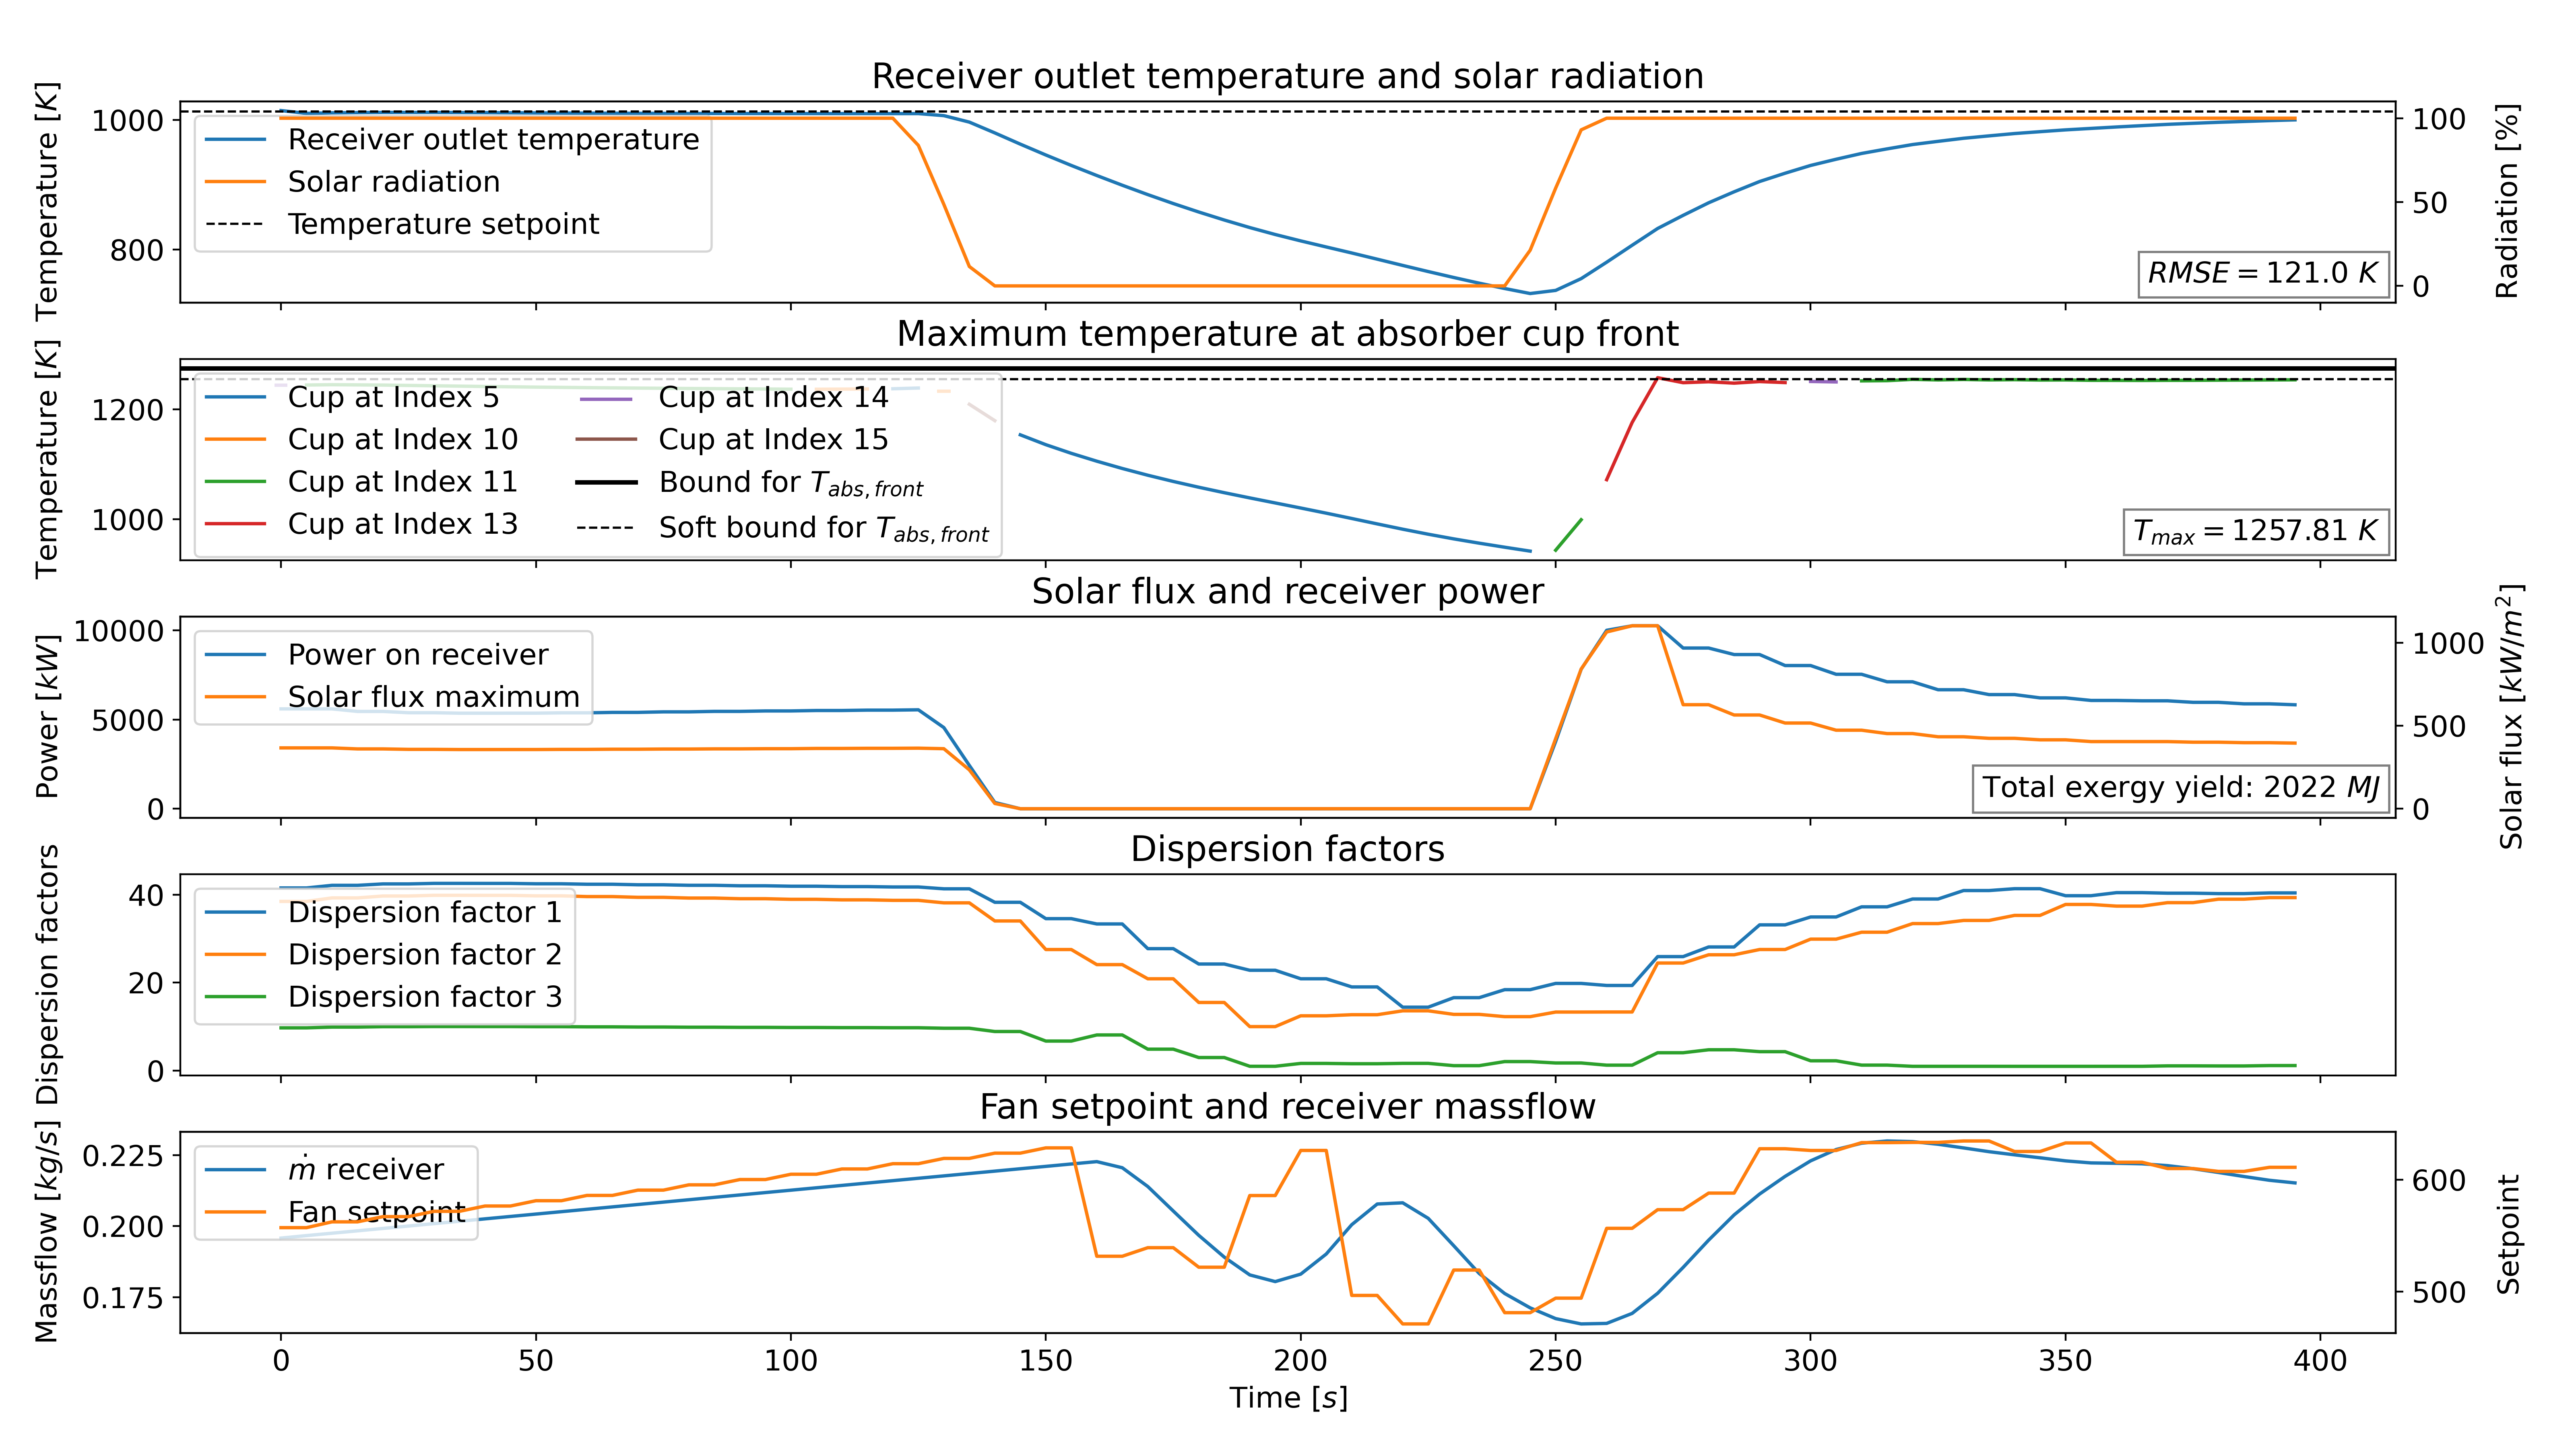 Receiver outlet temperature and solar radiation
Temperature [K]
1000
800
Receiver outlet temperature
Solar radiation
Temperature setpoint
RMSE = 121.0 K
100
50
0
Radiation [%]
Maximum temperature at absorber cup front
Temperature [K]
1200
1000
Cup at Index 5
Cup at Index 10
Cup at Index 11
Cup at Index 13
Cup at Index 14
Cup at Index 15
Bound for T_{abs,front}
Soft bound for T_{abs,front}
T_{max} = 1257.81 K
Solar flux and receiver power
Power [kW]
10000
5000
0
Power on receiver
Solar flux maximum
Total exergy yield: 2022 MJ
1000
500
0
Solar flux [kW/m²]
Dispersion factors
Dispersion factors
40
20
0
Dispersion factor 1
Dispersion factor 2
Dispersion factor 3
Fan setpoint and receiver massflow
Massflow [kg/s]
0.225
0.200
0.175
ṁ receiver
Fan setpoint
600
500
Setpoint
0 50 100 150 200 250 300 350 400
Time [s]